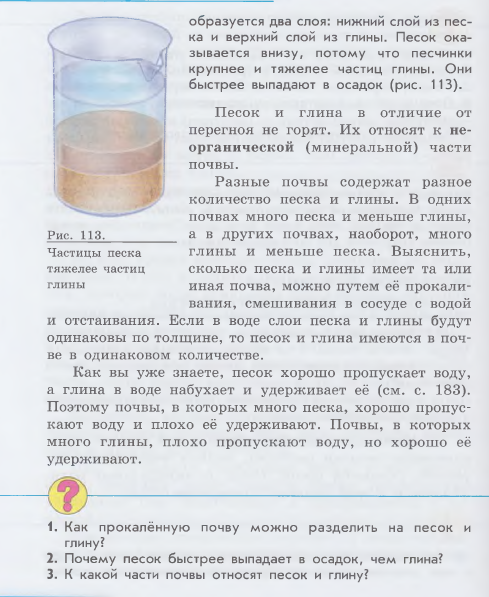 образуется два слоя: нижний слой из пес-
ка и верхний слой из глины. Песок ока-
зывается внизу, потому что песчинки
крупнее и тяжелее частиц глины. Они
быстрее выпадают в осадок (рис. 113).
Песок и глина в отличие от
перегноя не горят. Их относят к не-
органической (минеральной) части
почвы.
Разные почвы содержат разное
количество песка и глины. В одних
почвах много песка и меньше глины,
а в других почвах, наоборот, много
глины и меньше песка. Выяснить,
сколько песка и глины имеет та или
иная почва, можно путем её прокали-
вания, смешивания в сосуде с водой
и отстаивания. Если в воде слои песка и глины будут
одинаковы по толщине, то песок и глина имеются в поч-
ве в одинаковом количестве.
Рис. 113.
Частицы песка
тяжелее частиц
глины
Как вы уже знаете, песок хорошо пропускает воду,
а глина в воде набухает и удерживает её (см. с. 183).
Поэтому почвы, в которых много песка, хорошо пропус-
кают воду и плохо её удерживают. Почвы, в которых
много глины, плохо пропускают воду, но хорошо её
удерживают.
?
1. Как прокалённую почву можно разделить на песок и
глину?
2. Почему песок быстрее выпадает в осадок, чем глина?
3. К какой части почвы относят песок и глину?